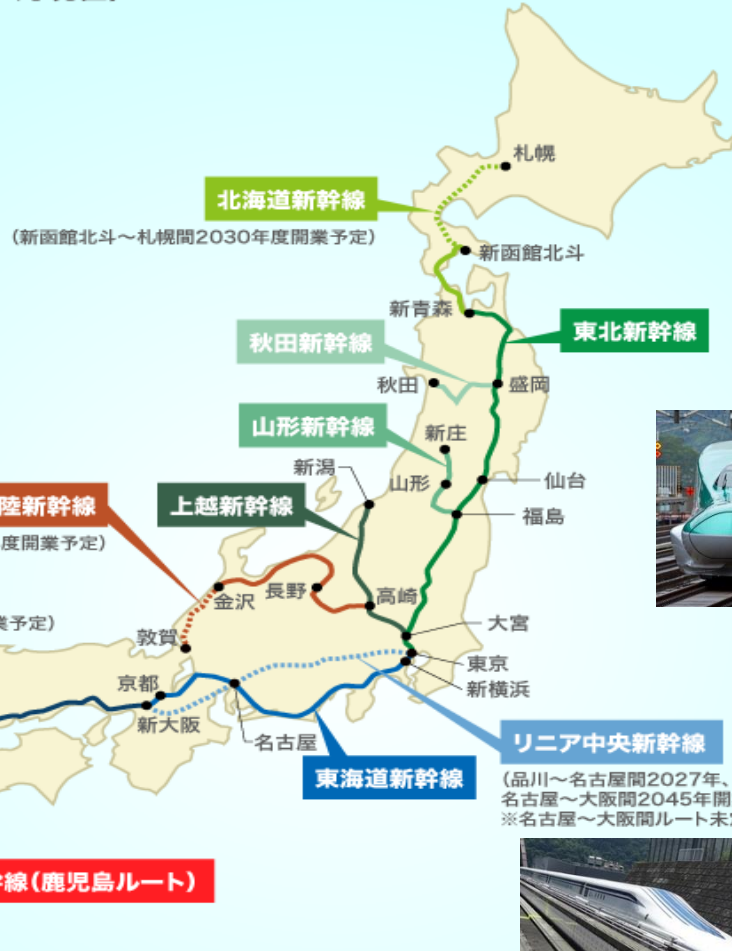 札幌
北海道新幹線
(新函館北斗〜札幌間2030年度開業予定)
新函館北斗
新青森
東北新幹線
秋田新幹線
秋田
盛岡
山形新幹線
新庄
新潟
山形
仙台
陸新幹線
上越新幹線
福島
度開業予定)
金沢
長野
高崎
業予定)
大宮
敦賀
東京
京都
新横浜
新大阪
名古屋
リニア中央新幹線
東海道新幹線
(品川〜名古屋間2027年、
名古屋〜大阪間2045年開
※名古屋〜大阪間ルート未
線(鹿児島ルート)